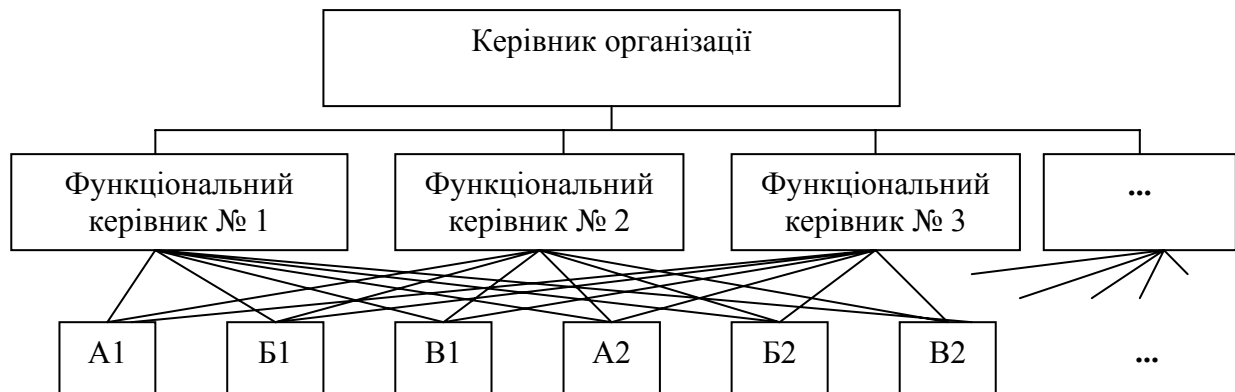 Керівник організації
Функціональний
керівник № 1
Функціональний
керівник № 2
Функціональний
керівник № 3
...
А1
Б1
В1
А2
Б2
В2
...